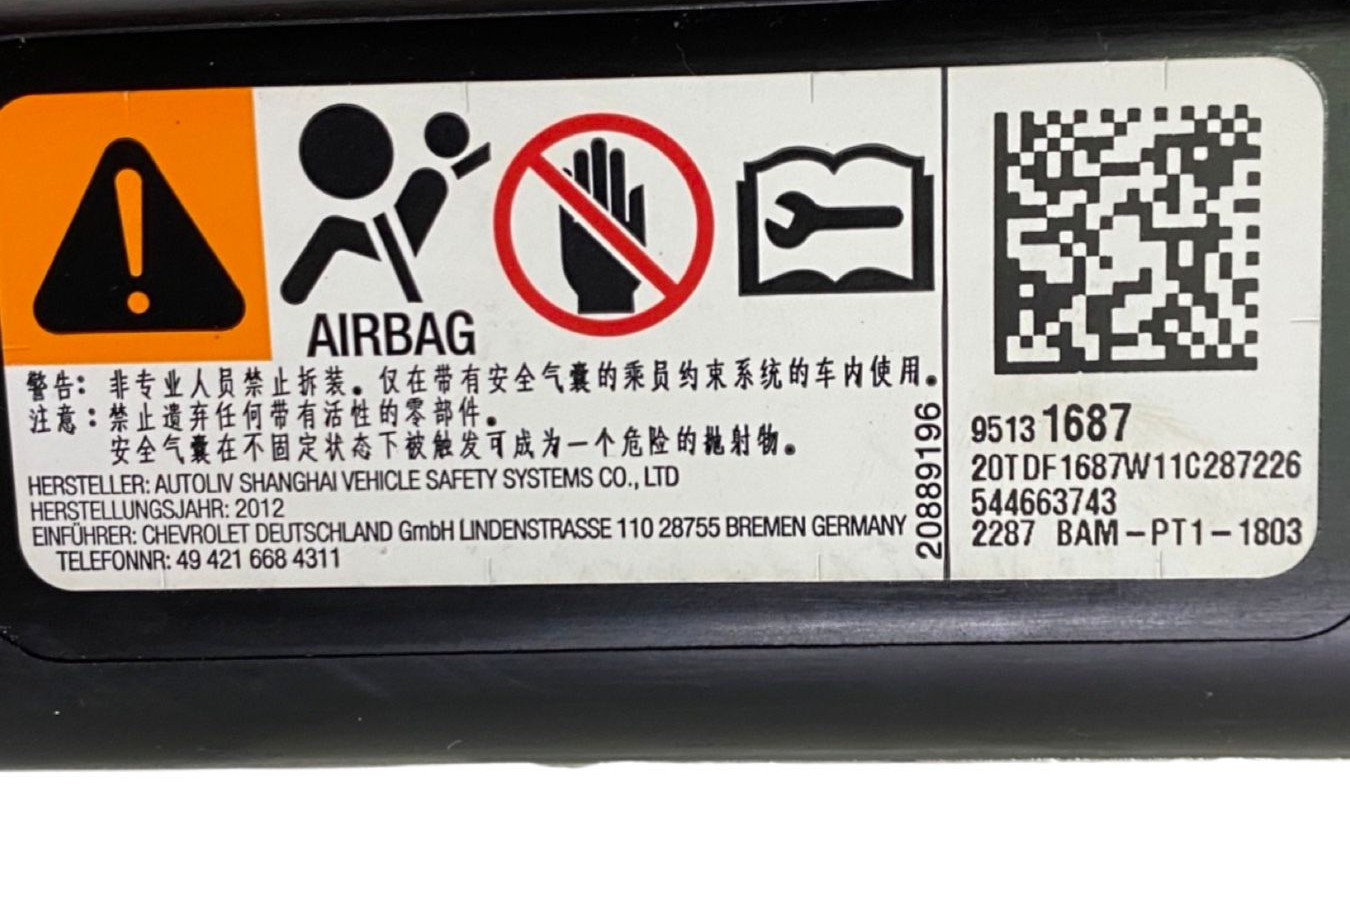 AIRBAG
警告：非专业人员禁止拆装。仅在带有安全气囊的乘员约束系统的车内使用。
注意：禁止遗弃任何带有活性的零部件。
安全气囊在不固定状态下被触发可成为一个危险的抛射物。
HERSTELLER: AUTOLIV SHANGHAI VEHICLE SAFETY SYSTEMS CO., LTD
HERSTELLUNGSJAHR: 2012
EINFÜHRER: CHEVROLET DEUTSCHLAND GmbH LINDENSTRASSE 110 28755 BREMEN GERMANY
TELEFONNR: 49 421 668 4311
20889196
9513 1687
20TDF1687W11C287226
544663743
2287 BAM-PT1-1803